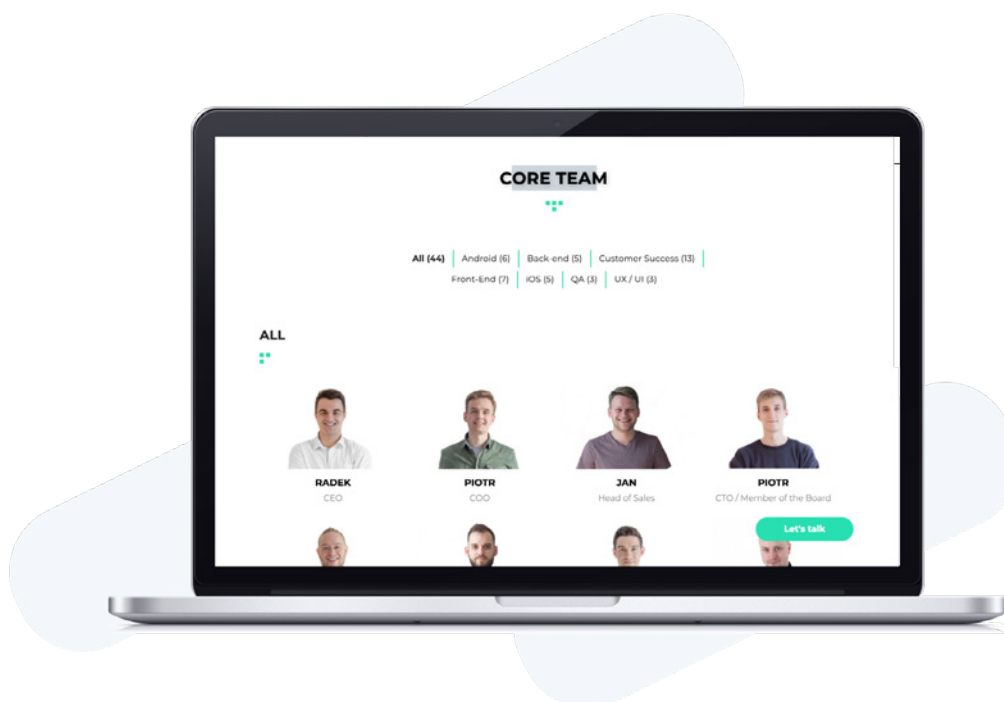 CORE TEAM
All (44) Android (6) Back-end (5) Customer Success (13)
Front-End (7) iOS (5) QA (3) UX / UI (3)
ALL
RADEK PIOTR JAN PIOTR
CEO COO Head of Sales CTO / Member of the Board
Let's talk